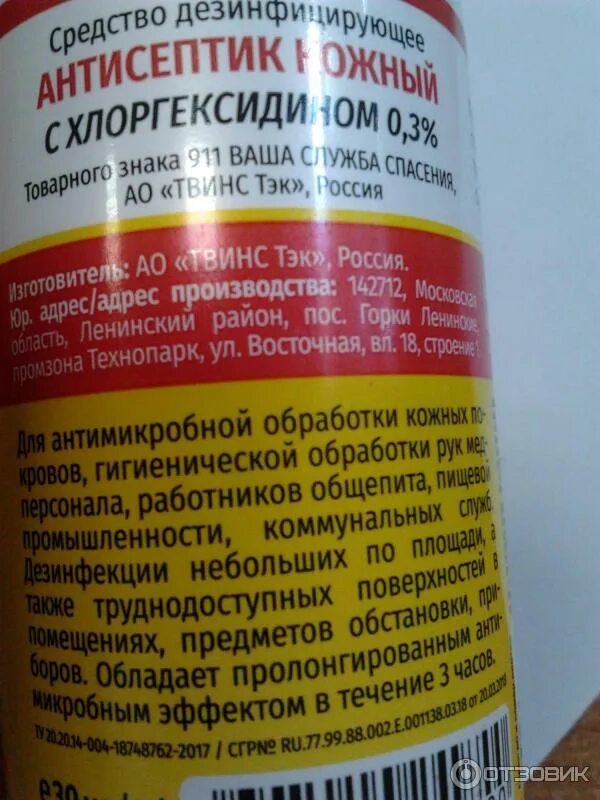 Средство дезинфицирующее
АНТИСЕПТИК КОЖНЫЙ
С ХЛОРГЕКСИДИНОМ 0,3%
Товарного знака 911 ВАША СЛУЖБА СПАСЕНИЯ,
АО «ТВИНС Тэк», Россия
Изготовитель: АО «ТВИНС Тэк», Россия.
Юр. адрес/адрес производства: 142712, Московская
область, Ленинский район, пос. Горки Ленинские,
промзона Технопарк, ул. Восточная, вл. 18, строение
Для антимикробной обработки кожных по-
кровов, гигиенической обработки рук мед-
персонала, работников общепита, пищевой
промышленности, коммунальных служб.
Дезинфекции небольших по площади, а
также труднодоступных поверхностей в
помещениях, предметов обстановки, при-
боров. Обладает пролонгированным анти-
микробным эффектом в течение 3 часов.
ТУ 20.20.14-004-18748762-2017 / СГР№ RU.77.99.88.002.E.001138.03.18 от 20.03.2018
ОТЗОВИК